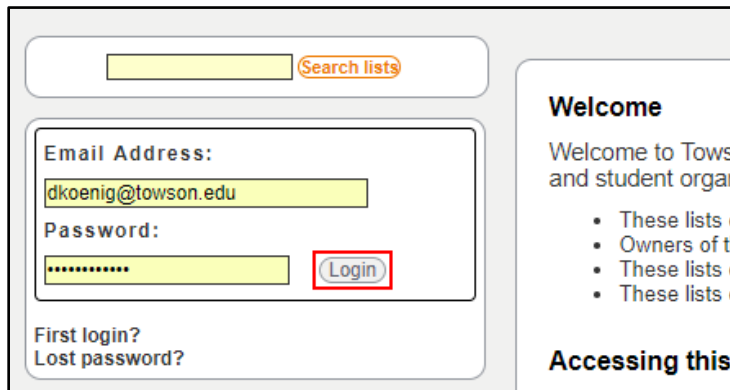 Search lists
Email Address:
dkoenig@towson.edu
Password:
••••••••••••
Login
First login?
Lost password?
Welcome
Welcome to Tows
and student orga
• These lists
• Owners of t
• These lists
• These lists
Accessing this